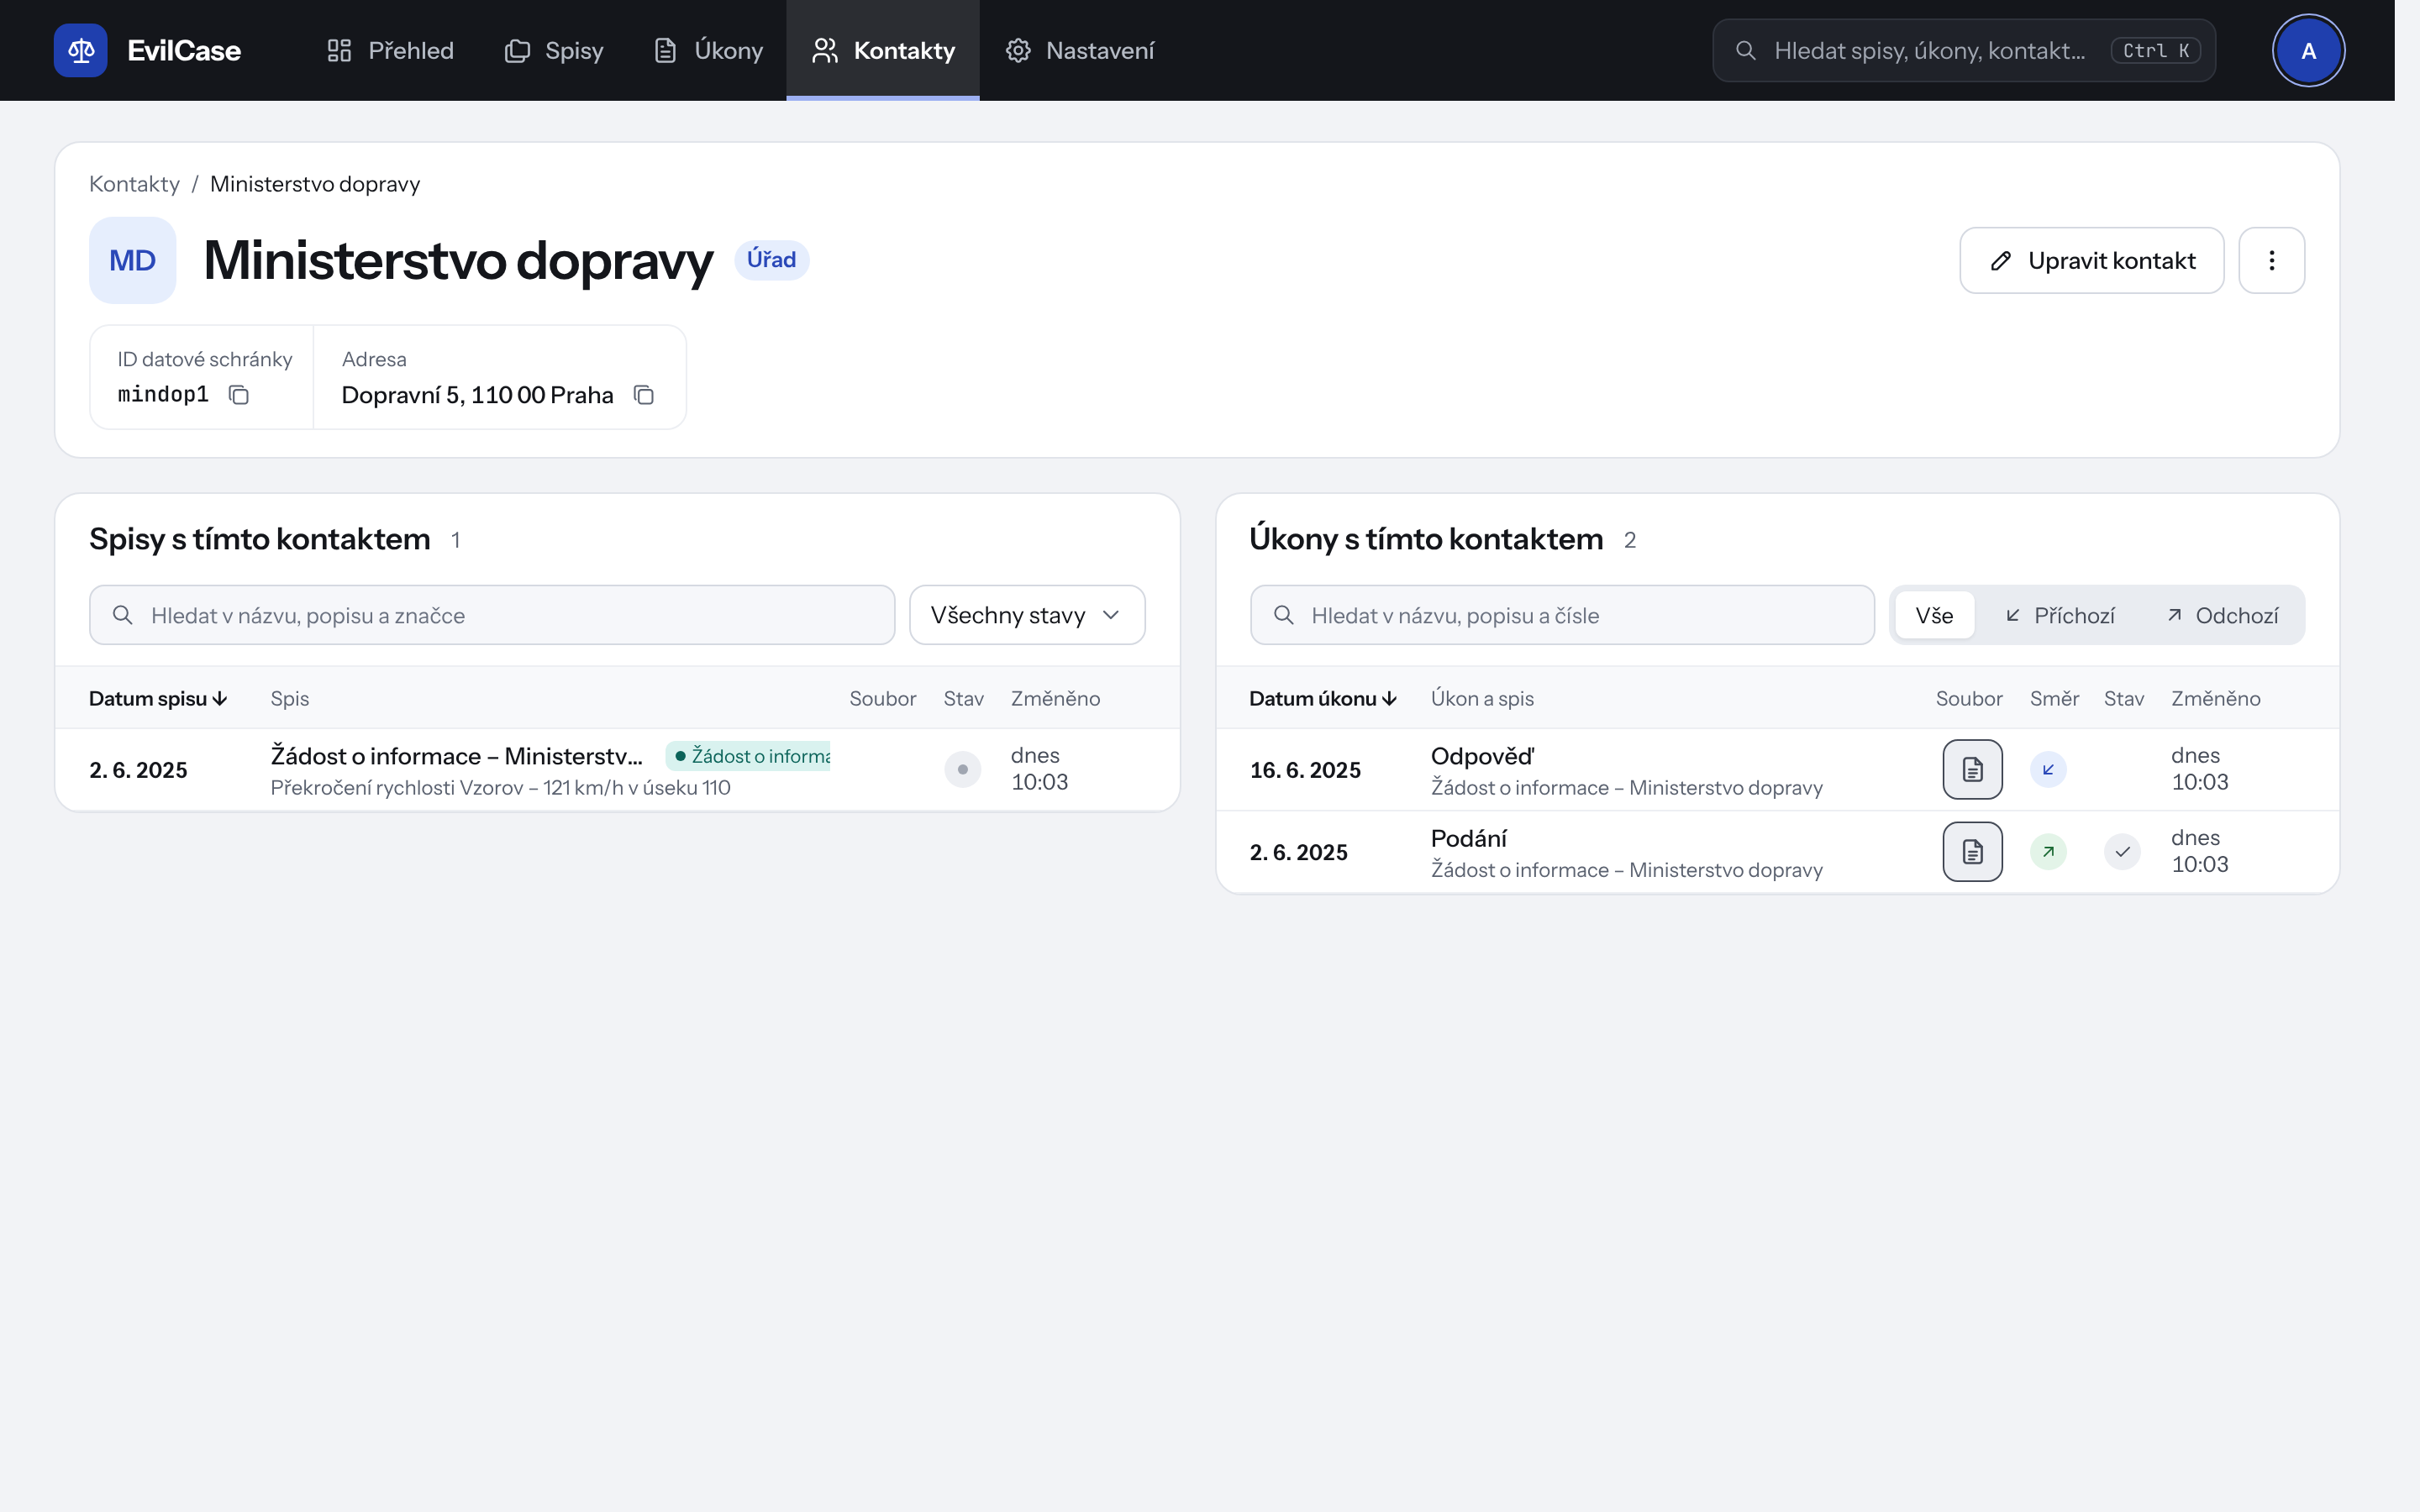 EvilCase
Přehled
Spisy
Úkony
Kontakty
Nastavení
Hledat spisy, úkony, kontakt...
Ctrl K
A
Kontakty / Ministerstvo dopravy
MD
Ministerstvo dopravy
Úřad
Upravit kontakt
ID datové schránky
mindop1
Adresa
Dopravní 5, 110 00 Praha
Spisy s tímto kontaktem 1
Hledat v názvu, popisu a značce
Všechny stavy
Datum spisu Spis Soubor Stav Změněno
2. 6. 2025
Žádost o informace – Ministerstv...
Žádost o informa
Překročení rychlosti Vzorov – 121 km/h v úseku 110
dnes
10:03
Úkony s tímto kontaktem 2
Hledat v názvu, popisu a čísle
Vše
Příchozí
Odchozí
Datum úkonu Úkon a spis Soubor Směr Stav Změněno
16. 6. 2025
Odpověď
Žádost o informace – Ministerstvo dopravy
dnes
10:03
2. 6. 2025
Podání
Žádost o informace – Ministerstvo dopravy
dnes
10:03